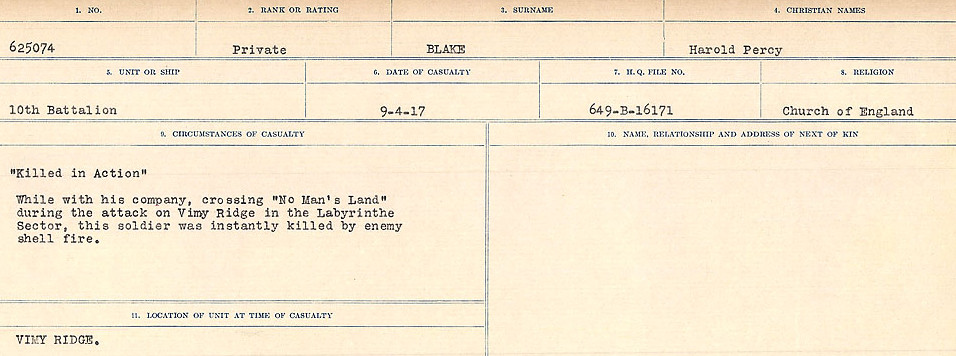 1. NO.
2. RANK OR RATING
3. SURNAME
4. CHRISTIAN NAMES
625074
Private
BLAKE
Harold Percy
5. UNIT OR SHIP
6. DATE OF CASUALTY
7. H.Q. FILE NO.
8. RELIGION
10th Battalion
9-4-17
649-B-16171
Church of England
9. CIRCUMSTANCES OF CASUALTY
"Killed in Action"
While with his company, crossing "No Man's Land"
during the attack on Vimy Ridge in the Labyrinthe
Sector, this soldier was instantly killed by enemy
shell fire.
10. NAME, RELATIONSHIP AND ADDRESS OF NEXT OF KIN
11. LOCATION OF UNIT AT TIME OF CASUALTY
VIMY RIDGE.